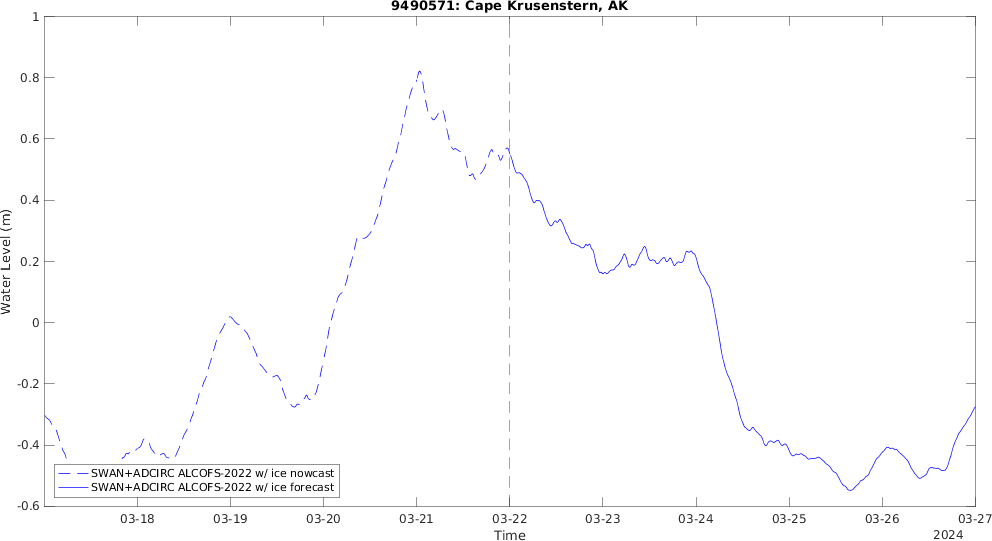 9490571: Cape Krusenstern, AK
1
0.8
0.6
0.4
0.2
0
-0.2
-0.4
-0.6
Water Level (m)
SWAN+ADCIRC ALCOFS-2022 w/ ice nowcast
SWAN+ADCIRC ALCOFS-2022 w/ ice forecast
03-18 03-19 03-20 03-21 03-22 03-23 03-24 03-25 03-26 03-27
Time
2024